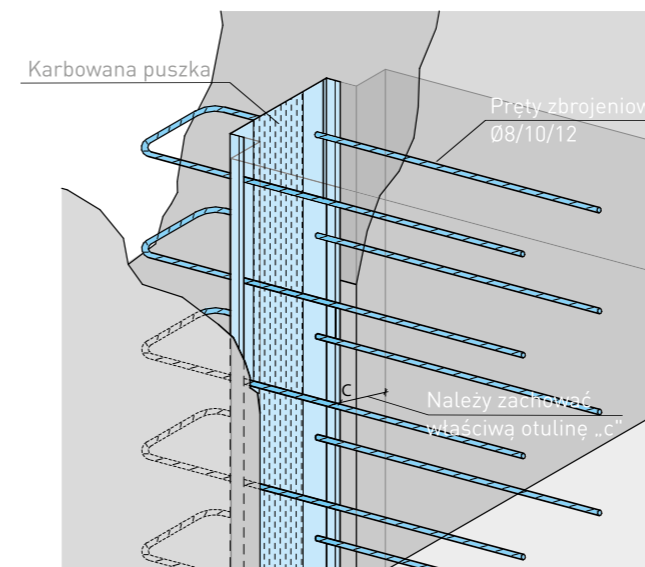 Karbowana puszka
Pręty zbrojeniow
Ø8/10/12
c
Należy zachować
właściwą otulinę „c”